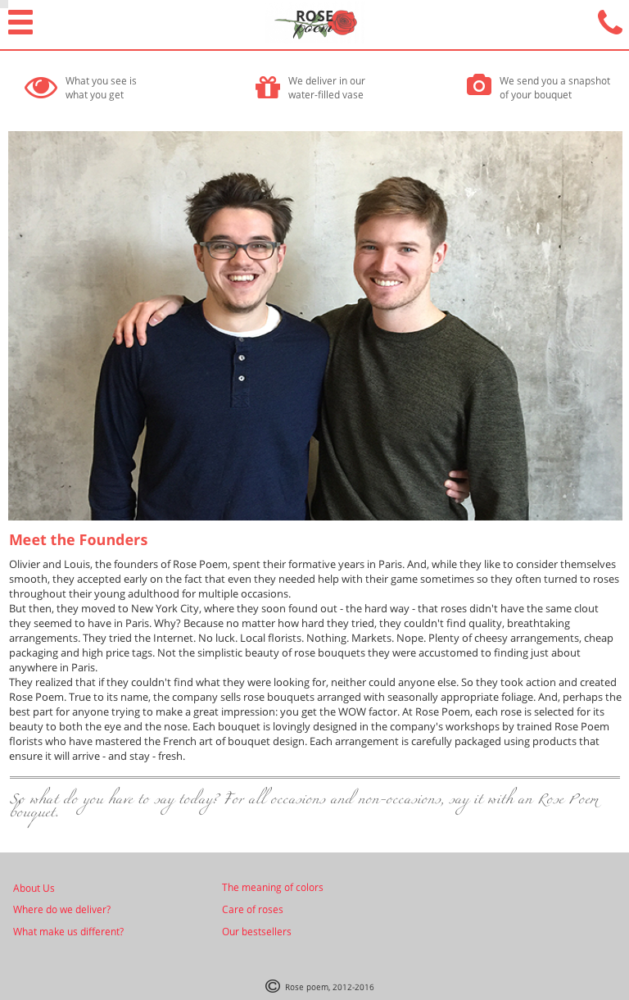 ROSE
poem
What you see is
what you get
We deliver in our
water-filled vase
We send you a snapshot
of your bouquet
Meet the Founders
Olivier and Louis, the founders of Rose Poem, spent their formative years in Paris. And, while they like to consider themselves
smooth, they accepted early on the fact that even they needed help with their game sometimes so they often turned to roses
throughout their young adulthood for multiple occasions.
But then, they moved to New York City, where they soon found out - the hard way - that roses didn't have the same clout
they seemed to have in Paris. Why? Because no matter how hard they tried, they couldn't find quality, breathtaking
arrangements. They tried the Internet. No luck. Local florists. Nothing. Markets. Nope. Plenty of cheesy arrangements, cheap
packaging and high price tags. Not the simplistic beauty of rose bouquets they were accustomed to finding just about
anywhere in Paris.
They realized that if they couldn't find what they were looking for, neither could anyone else. So they took action and created
Rose Poem. True to its name, the company sells rose bouquets arranged with seasonally appropriate foliage. And, perhaps the
best part for anyone trying to make a great impression: you get the WOW factor. At Rose Poem, each rose is selected for its
beauty to both the eye and the nose. Each bouquet is lovingly designed in the company's workshops by trained Rose Poem
florists who have mastered the French art of bouquet design. Each arrangement is carefully packaged using products that
ensure it will arrive - and stay - fresh.
So what do you have to say today? For all occasions and non-occasions, say it with an Rose Poem
bouquet.
About Us
The meaning of colors
Where do we deliver?
Care of roses
What make us different?
Our bestsellers
© Rose poem, 2012-2016